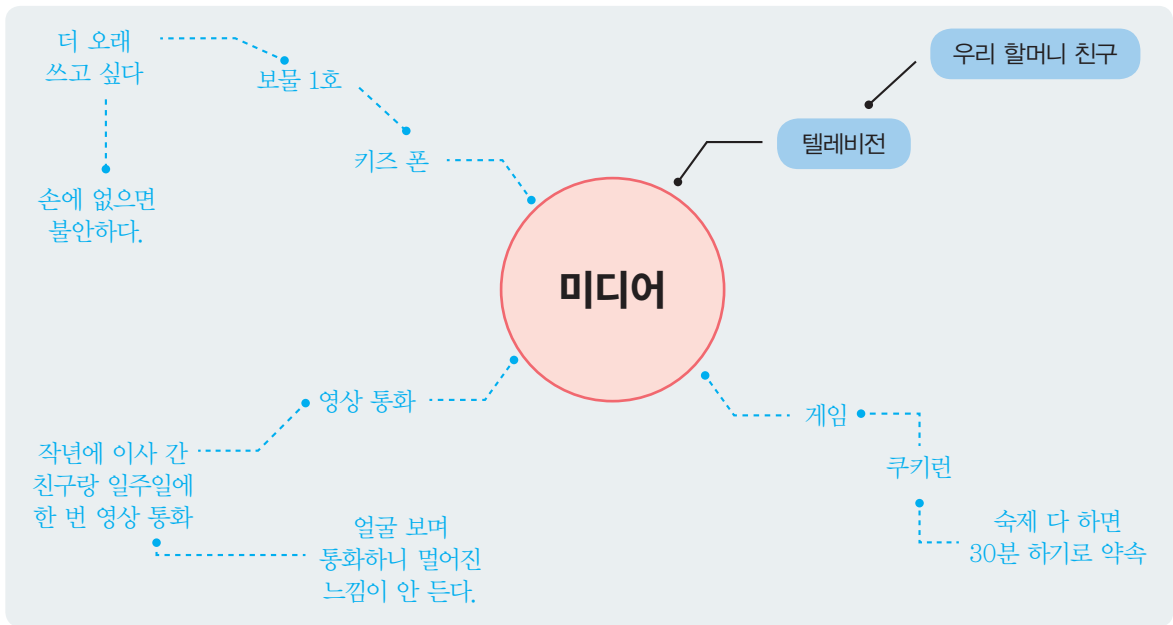 더 오래
쓰고 싶다
보물 1호
키즈 폰
손에 없으면
불안하다.
우리 할머니 친구
텔레비전
미디어
영상 통화
작년에 이사 간
친구랑 일주일에
한 번 영상 통화
얼굴 보며
통화하니 멀어진
느낌이 안 든다.
게임
쿠키런
숙제 다 하면
30분 하기로 약속